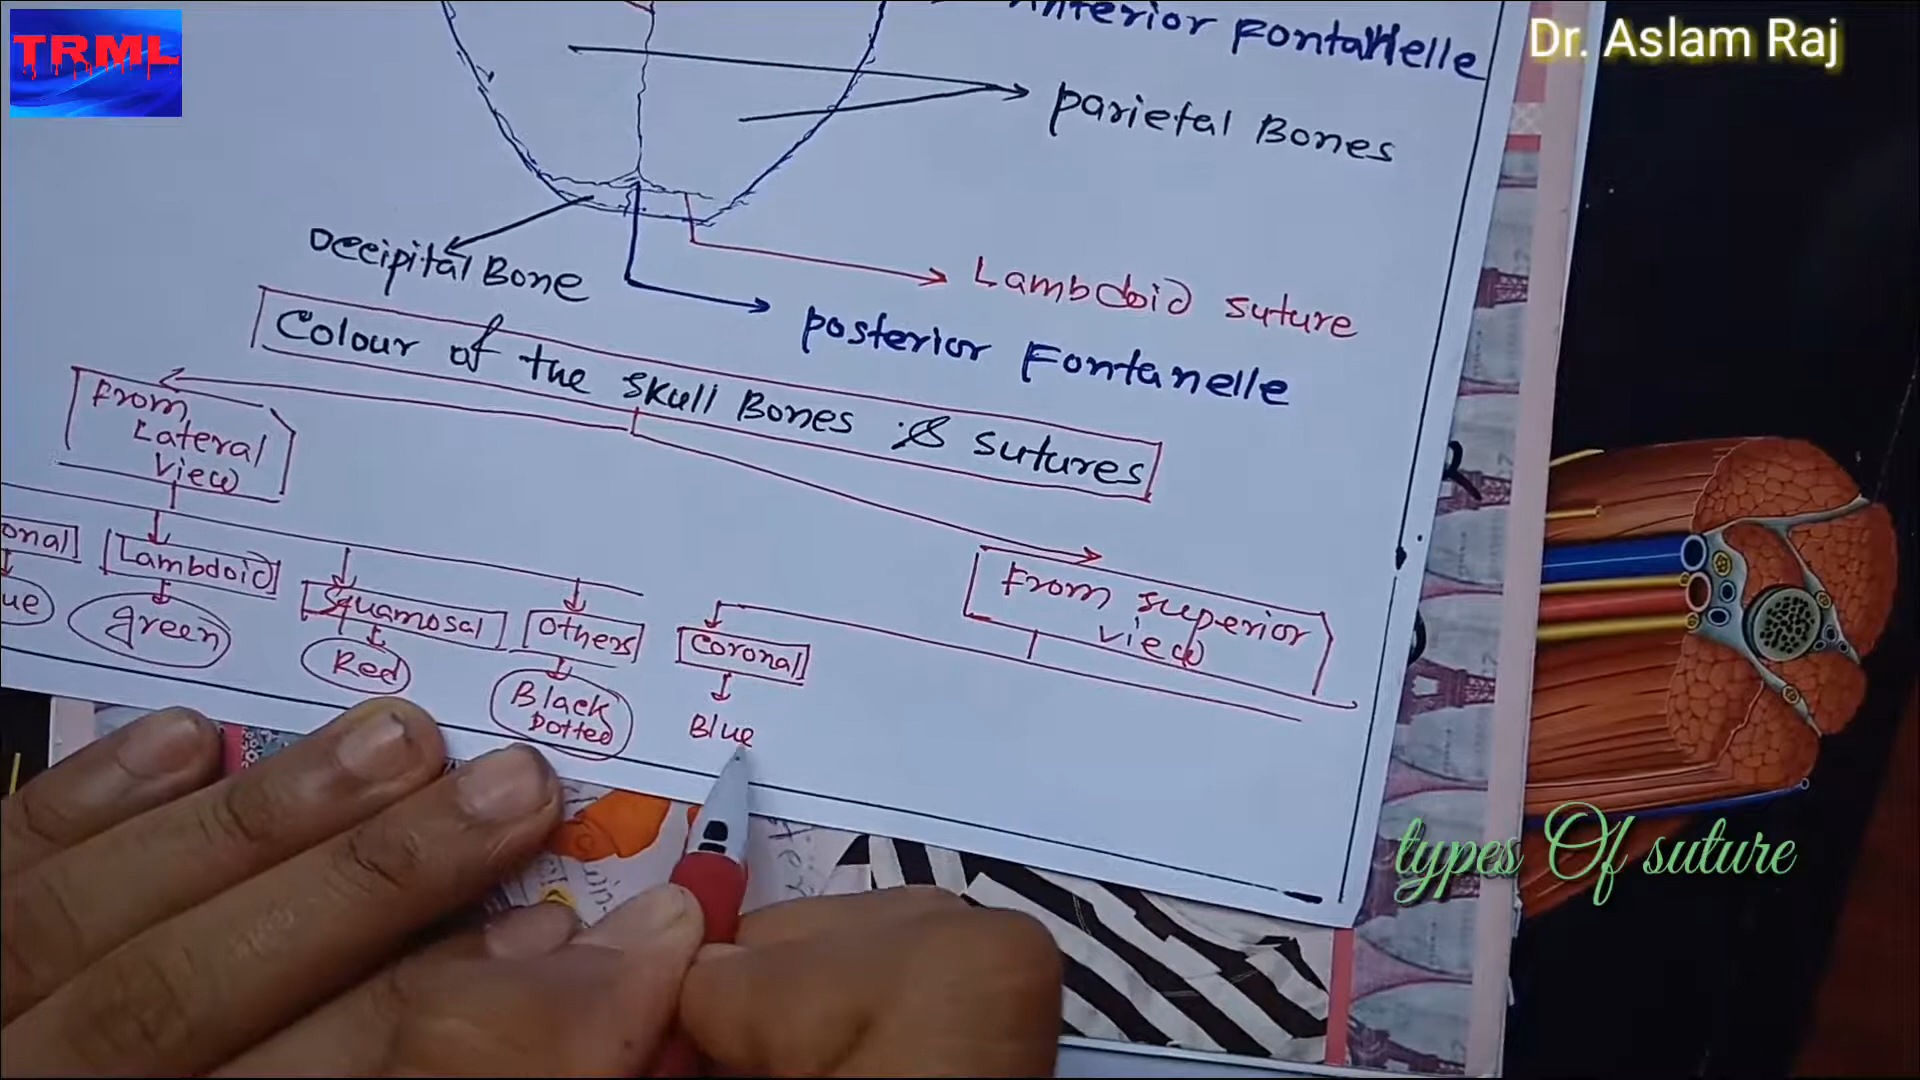 TRML
Dr. Aslam Raj
Anterior Fontanelle
parietal Bones
Occipital Bone
Lambdoid suture
posterior Fontanelle
Colour of the skull Bones & sutures
From
Lateral
view
onal
Lambdoid
Squamosal
Others
Coronal
From superior
view
ue
green
Red
Black
Dotted
Blue
types Of suture